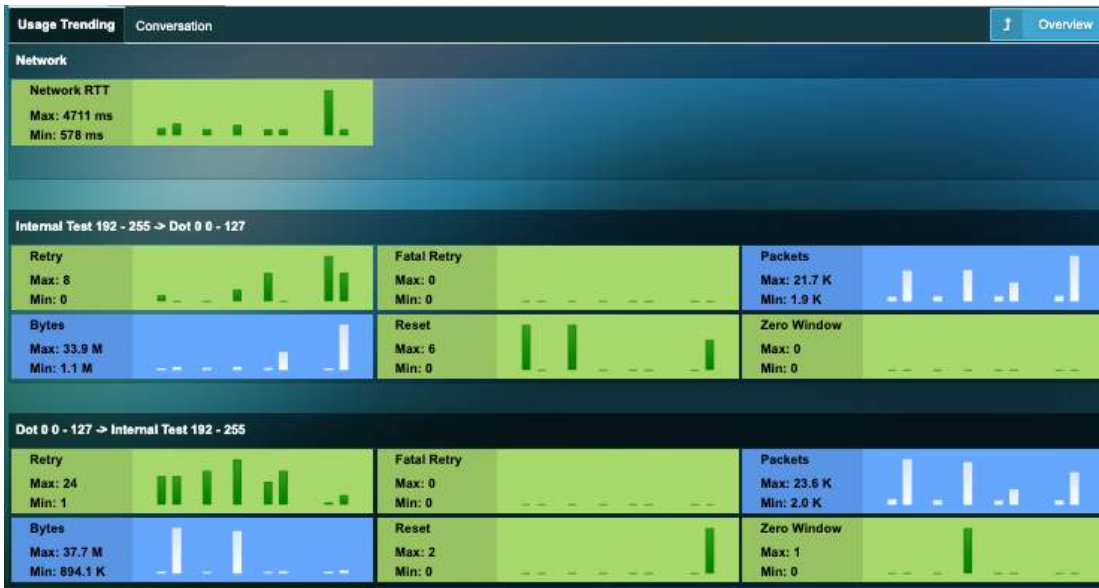 Usage Trending
Conversation
Overview
Network
Network RTT
Max: 4711 ms
Min: 578 ms
Internal Test 192 - 255 -> Dot 0 0 - 127
Retry
Max: 8
Min: 0
Fatal Retry
Max: 0
Min: 0
Packets
Max: 21.7 K
Min: 1.9 K
Bytes
Max: 33.9 M
Min: 1.1 M
Reset
Max: 6
Min: 0
Zero Window
Max: 0
Min: 0
Dot 0 0 - 127 -> Internal Test 192 - 255
Retry
Max: 24
Min: 1
Fatal Retry
Max: 0
Min: 0
Packets
Max: 23.6 K
Min: 2.0 K
Bytes
Max: 37.7 M
Min: 894.1 K
Reset
Max: 2
Min: 0
Zero Window
Max: 1
Min: 0